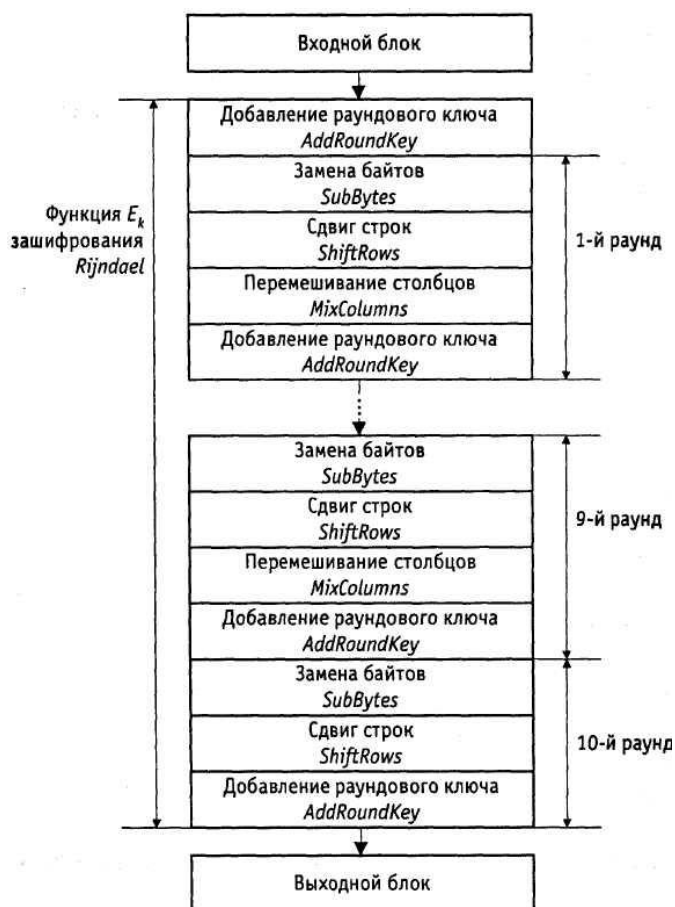 Входной блок
Добавление раундового ключа
AddRoundKey
Замена байтов
SubBytes
Функция E_k
зашифрования
Rijndael
Сдвиг строк
ShiftRows
1-й раунд
Перемешивание столбцов
MixColumns
Добавление раундового ключа
AddRoundKey
Замена байтов
SubBytes
Сдвиг строк
ShiftRows
9-й раунд
Перемешивание столбцов
MixColumns
Добавление раундового ключа
AddRoundKey
Замена байтов
SubBytes
Сдвиг строк
ShiftRows
10-й раунд
Добавление раундового ключа
AddRoundKey
Выходной блок